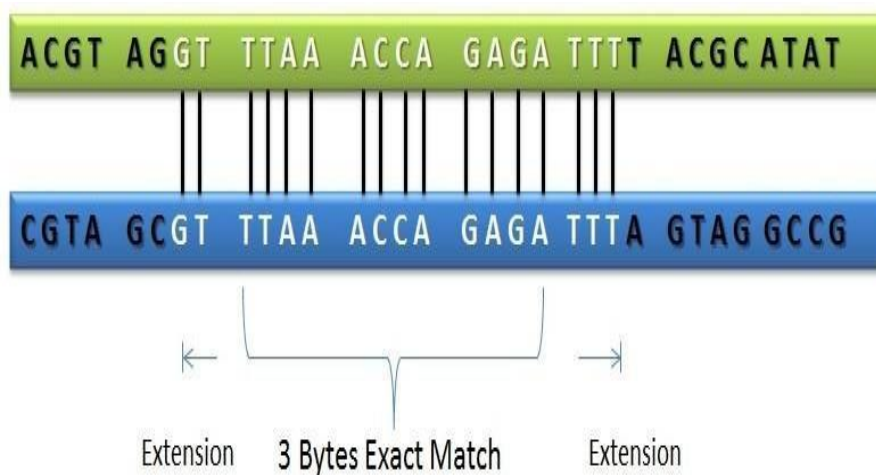 ACGT AGGT TTAA ACCA GAGA TTTT ACGC ATAT
CGTA GCGT TTAA ACCA GAGA TTTA GTAG GCCG
Extension 3 Bytes Exact Match Extension